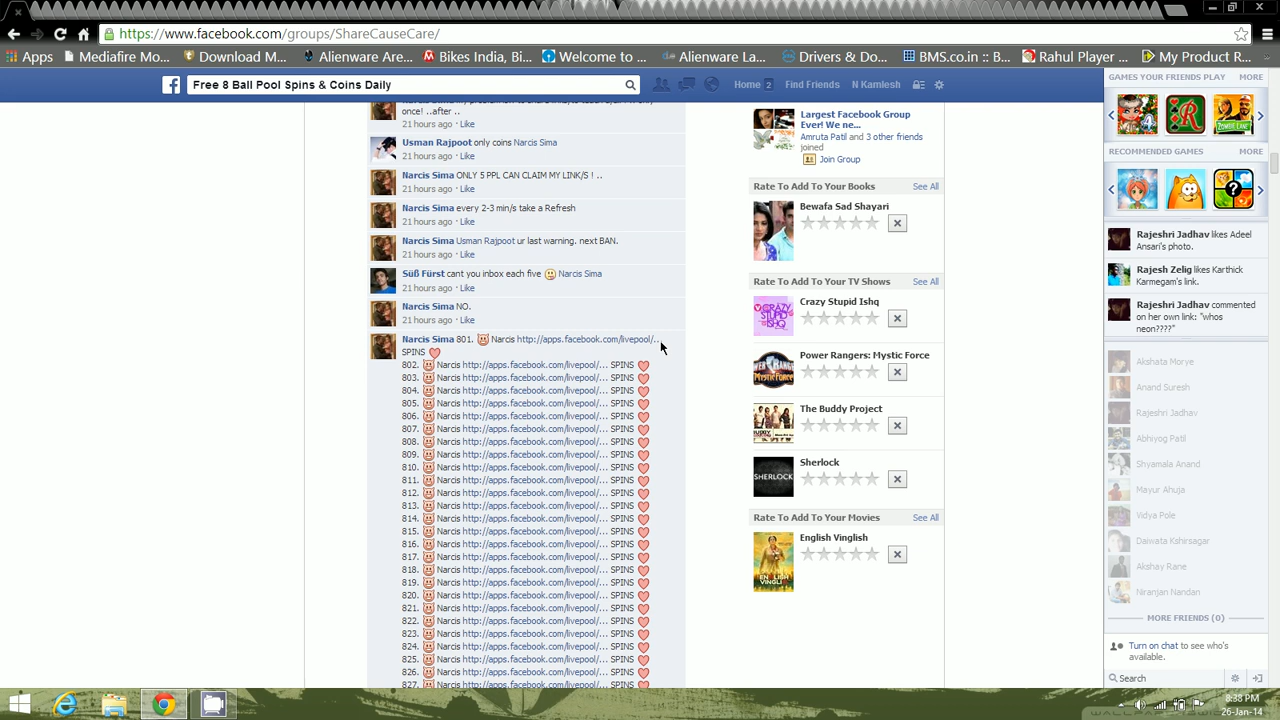 https://www.facebook.com/groups/ShareCauseCare/
Apps
Mediafire Mo...
Download M...
Alienware Are...
Bikes India, Bi...
Welcome to ...
Alienware La...
Drivers & Do...
BMS.co.in :: B...
Rahul Player ...
My Product R...
Free 8 Ball Pool Spins & Coins Daily
Home 2
Find Friends
N Kamlesh
once! ..after ..
21 hours ago · Like
Usman Rajpoot only coins Narcis Sima
21 hours ago · Like
Narcis Sima ONLY 5 PPL CAN CLAIM MY LINK/S ! ..
21 hours ago · Like
Narcis Sima every 2-3 min/s take a Refresh
21 hours ago · Like
Narcis Sima Usman Rajpoot ur last warning. next BAN.
21 hours ago · Like
Süß Fürst cant you inbox each five Narcis Sima
21 hours ago · Like
Narcis Sima NO.
21 hours ago · Like
Narcis Sima 801. Narcis http://apps.facebook.com/livepool/...
SPINS
802. Narcis http://apps.facebook.com/livepool/... SPINS
803. Narcis http://apps.facebook.com/livepool/... SPINS
804. Narcis http://apps.facebook.com/livepool/... SPINS
805. Narcis http://apps.facebook.com/livepool/... SPINS
806. Narcis http://apps.facebook.com/livepool/... SPINS
807. Narcis http://apps.facebook.com/livepool/... SPINS
808. Narcis http://apps.facebook.com/livepool/... SPINS
809. Narcis http://apps.facebook.com/livepool/... SPINS
810. Narcis http://apps.facebook.com/livepool/... SPINS
811. Narcis http://apps.facebook.com/livepool/... SPINS
812. Narcis http://apps.facebook.com/livepool/... SPINS
813. Narcis http://apps.facebook.com/livepool/... SPINS
814. Narcis http://apps.facebook.com/livepool/... SPINS
815. Narcis http://apps.facebook.com/livepool/... SPINS
816. Narcis http://apps.facebook.com/livepool/... SPINS
817. Narcis http://apps.facebook.com/livepool/... SPINS
818. Narcis http://apps.facebook.com/livepool/... SPINS
819. Narcis http://apps.facebook.com/livepool/... SPINS
820. Narcis http://apps.facebook.com/livepool/... SPINS
821. Narcis http://apps.facebook.com/livepool/... SPINS
822. Narcis http://apps.facebook.com/livepool/... SPINS
823. Narcis http://apps.facebook.com/livepool/... SPINS
824. Narcis http://apps.facebook.com/livepool/... SPINS
825. Narcis http://apps.facebook.com/livepool/... SPINS
826. Narcis http://apps.facebook.com/livepool/... SPINS
827. Narcis http://apps.facebook.com/livepool/... SPINS
Largest Facebook Group
Ever! We ne...
Amruta Patil and 3 other friends
joined
Join Group
Rate To Add To Your Books See All
Bewafa Sad Shayari
Rate To Add To Your TV Shows See All
Crazy Stupid Ishq
Power Rangers: Mystic Force
The Buddy Project
Sherlock
SHERLOCK
Rate To Add To Your Movies See All
English Vinglish
GAMES YOUR FRIENDS PLAY MORE
RECOMMENDED GAMES MORE
Rajeshri Jadhav likes Adeel
Ansari's photo.
Rajesh Zelig likes Karthick
Karmegam's link.
Rajeshri Jadhav commented
on her own link: "whos
neon????"
Akshata Morye
Anand Suresh
Rajeshri Jadhav
Abhiyog Patil
Shyamala Anand
Mayur Ahuja
Vidya Pole
Daiwata Kshirsagar
Akshay Rane
Niranjan Nandan
MORE FRIENDS (0)
Turn on chat to see who's
available.
Search
8:38 PM
26-Jan-14